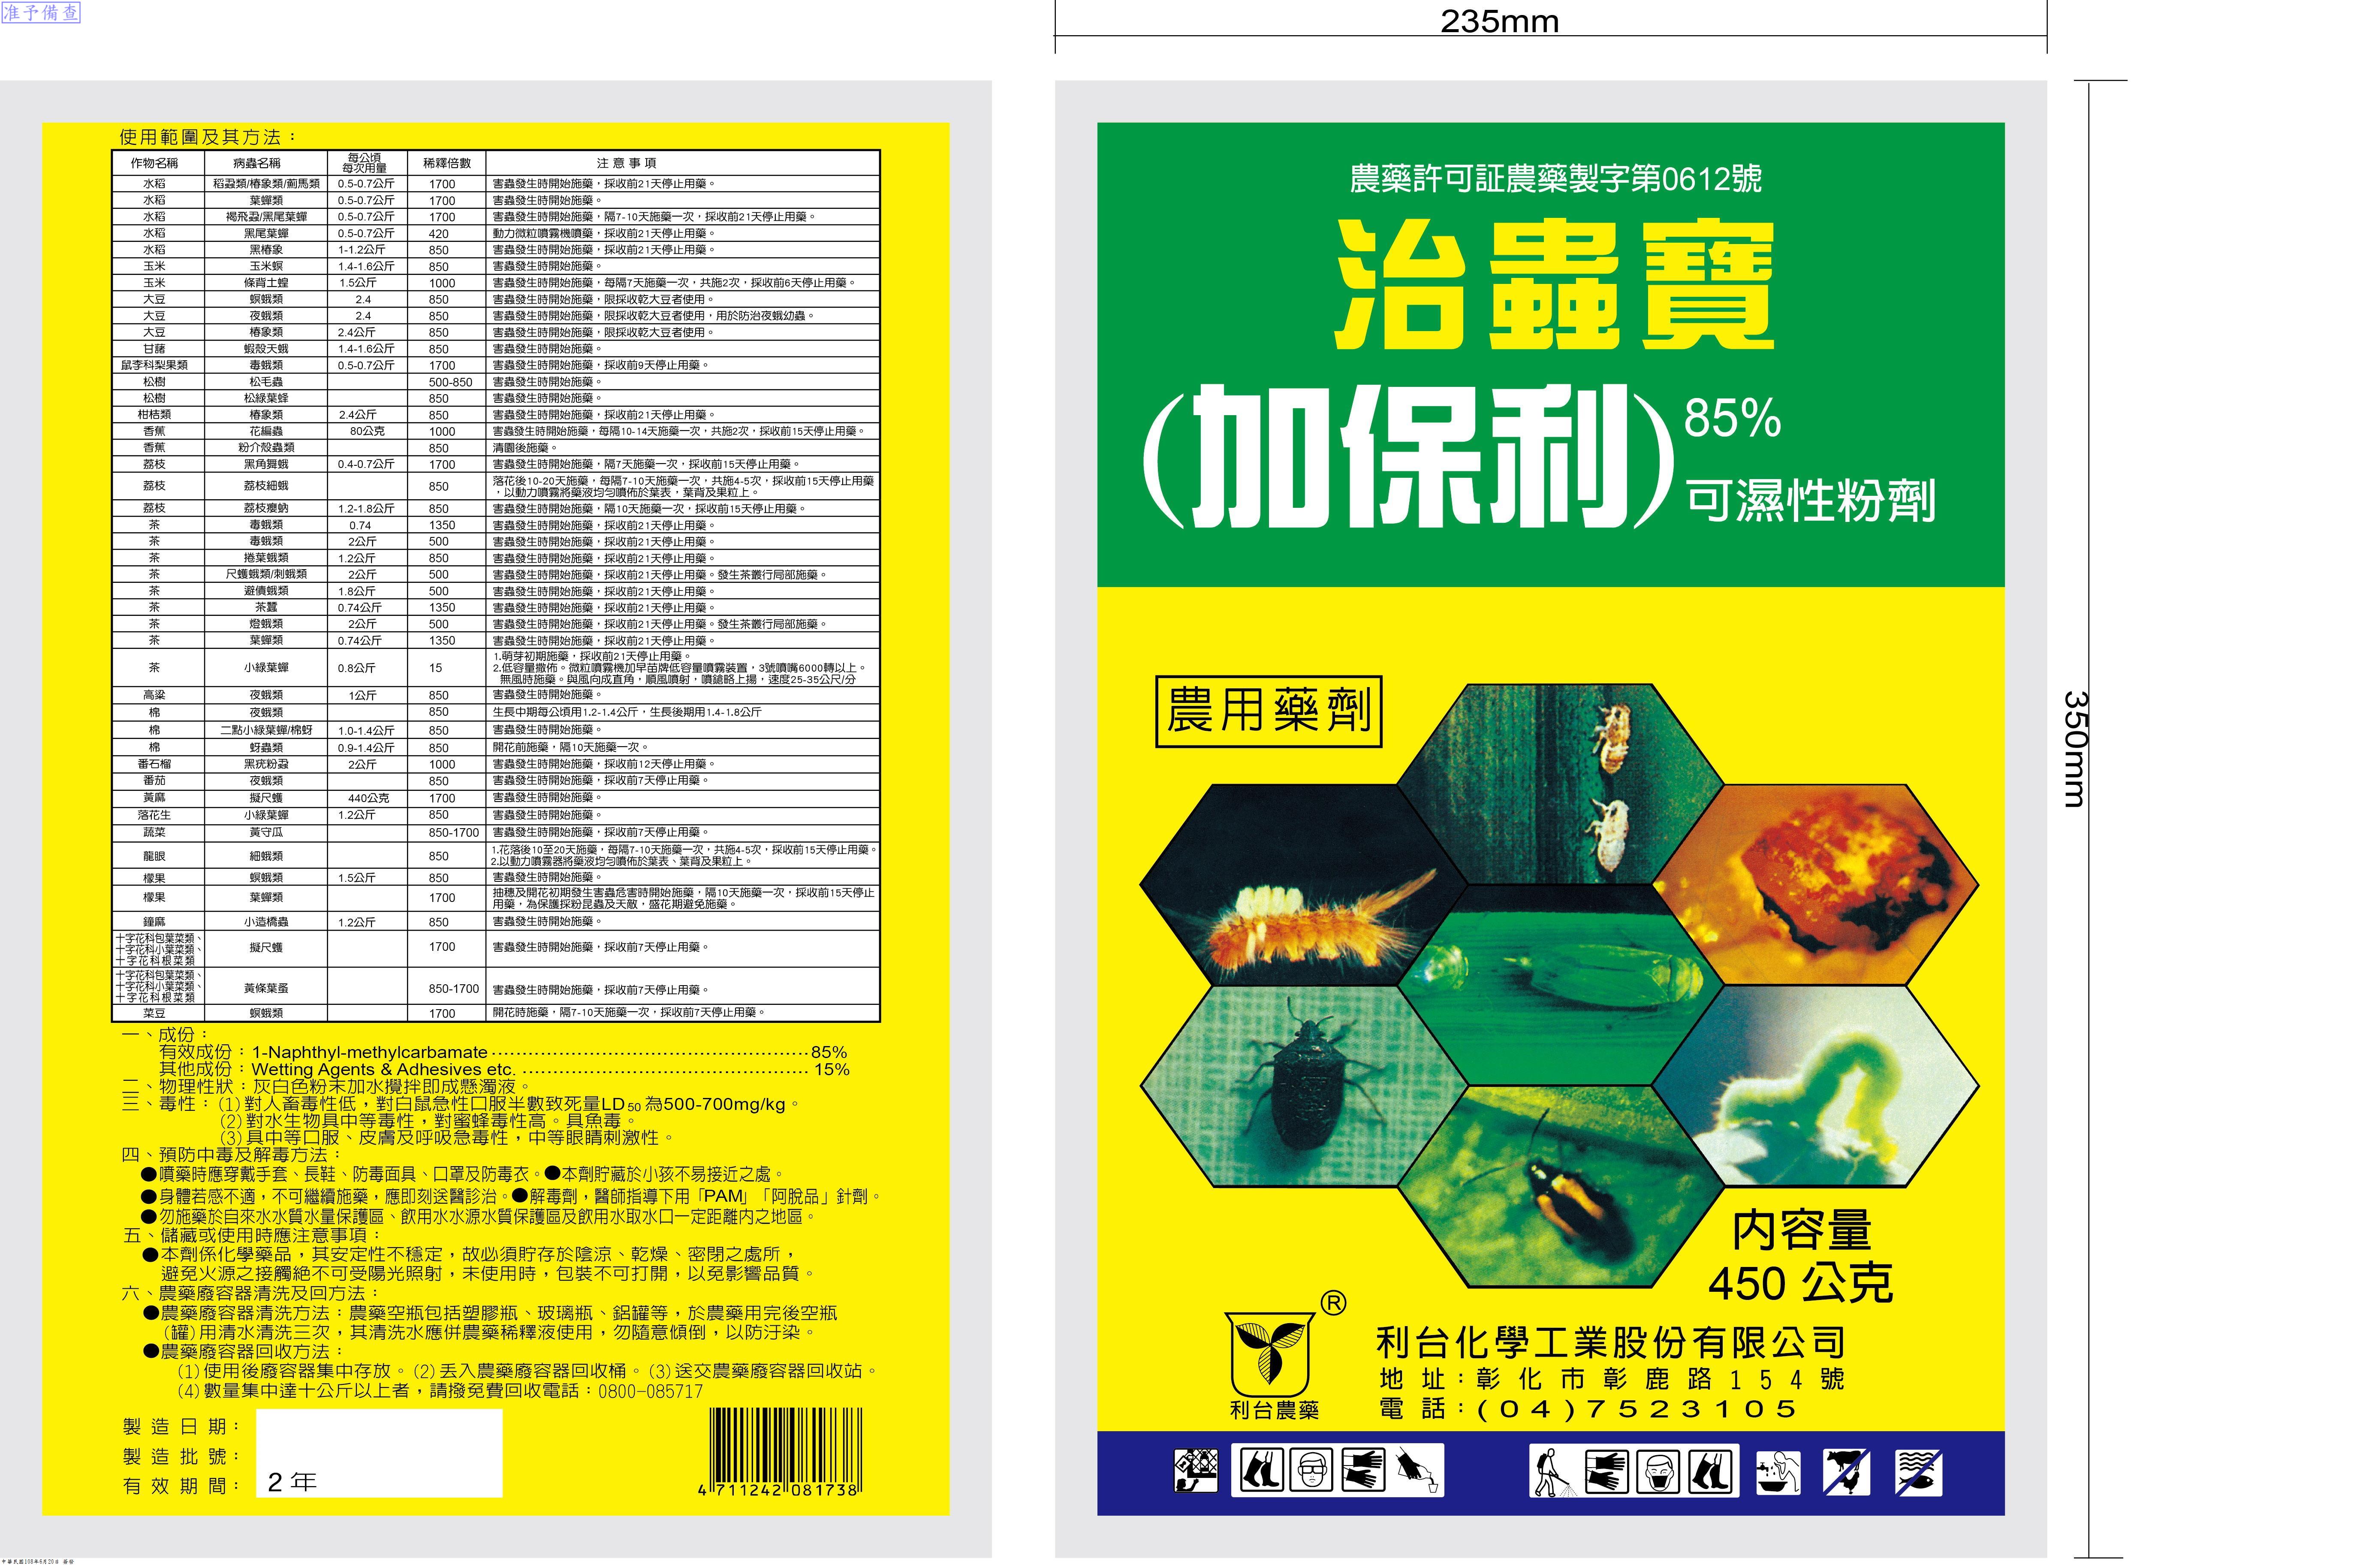 准予備查
235mm
350mm
使用範圍及其方法：
作物名稱 病蟲名稱 每公頃每次用量 稀釋倍數 注意事項
水稻 稻蝨類/椿象類/薊馬類 0.5-0.7公斤 1700 害蟲發生時開始施藥，採收前21天停止用藥。
水稻 葉蟬類 0.5-0.7公斤 1700 害蟲發生時開始施藥。
水稻 褐飛蝨/黑尾葉蟬 0.5-0.7公斤 1700 害蟲發生時開始施藥，隔7-10天施藥一次，採收前21天停止用藥。
水稻 黑尾葉蟬 0.5-0.7公斤 420 動力微粒噴霧機噴藥，採收前21天停止用藥。
水稻 黑椿象 1-1.2公斤 850 害蟲發生時開始施藥，採收前21天停止用藥。
玉米 玉米螟 1.4-1.6公斤 850 害蟲發生時開始施藥。
玉米 條背土蝗 1.5公斤 1000 害蟲發生時開始施藥，每隔7天施藥一次，共施2次，採收前6天停止用藥。
大豆 螟蛾類 2.4 850 害蟲發生時開始施藥，限採收乾大豆者使用。
大豆 夜蛾類 2.4 850 害蟲發生時開始施藥，限採收乾大豆者使用，用於防治夜蛾幼蟲。
大豆 椿象類 2.4公斤 850 害蟲發生時開始施藥，限採收乾大豆者使用。
甘藷 蝦殼天蛾 1.4-1.6公斤 850 害蟲發生時開始施藥。
鼠李科梨果類 毒蛾類 0.5-0.7公斤 1700 害蟲發生時開始施藥，採收前9天停止用藥。
松樹 松毛蟲 500-850 害蟲發生時開始施藥。
松樹 松綠葉蜂 850 害蟲發生時開始施藥。
柑桔類 椿象類 2.4公斤 850 害蟲發生時開始施藥，採收前21天停止用藥。
香蕉 花編蟲 80公克 1000 害蟲發生時開始施藥，每隔10-14天施藥一次，共施2次，採收前15天停止用藥。
香蕉 粉介殼蟲類 850 清園後施藥。
荔枝 黑角舞蛾 0.4-0.7公斤 1700 害蟲發生時開始施藥，隔7天施藥一次，採收前15天停止用藥。
荔枝 荔枝細蛾 850 落花後10-20天施藥，每隔7-10天施藥一次，共施4-5次，採收前15天停止用藥
，以動力噴霧將藥液均勻噴佈於葉表，葉背及果粒上。
荔枝 荔枝癭蚋 1.2-1.8公斤 850 害蟲發生時開始施藥，隔10天施藥一次，採收前15天停止用藥。
茶 毒蛾類 0.74 1350 害蟲發生時開始施藥，採收前21天停止用藥。
茶 毒蛾類 2公斤 500 害蟲發生時開始施藥，採收前21天停止用藥。
茶 捲葉蛾類 1.2公斤 850 害蟲發生時開始施藥，採收前21天停止用藥。
茶 尺蠖蛾類/刺蛾類 2公斤 500 害蟲發生時開始施藥，採收前21天停止用藥。發生茶叢行局部施藥。
茶 避債蛾類 1.8公斤 500 害蟲發生時開始施藥，採收前21天停止用藥。
茶 茶蠶 0.74公斤 1350 害蟲發生時開始施藥，採收前21天停止用藥。
茶 燈蛾類 2公斤 500 害蟲發生時開始施藥，採收前21天停止用藥。發生茶叢行局部施藥。
茶 葉蟬類 0.74公斤 1350 害蟲發生時開始施藥，採收前21天停止用藥。
茶 小綠葉蟬 0.8公斤 15 1.萌芽初期施藥，採收前21天停止用藥。
2.低容量撒佈。微粒噴霧機加早苗牌低容量噴霧裝置，3號噴嘴6000轉以上。
無風時施藥。與風向成直角，順風噴射，噴鎗略上揚，速度25-35公尺/分
高粱 夜蛾類 1公斤 850 害蟲發生時開始施藥。
棉 夜蛾類 850 生長中期每公頃用1.2-1.4公斤，生長後期用1.4-1.8公斤
棉 二點小綠葉蟬/棉蚜 1.0-1.4公斤 850 害蟲發生時開始施藥。
棉 蚜蟲類 0.9-1.4公斤 850 開花前施藥，隔10天施藥一次。
番石榴 黑疣粉蝨 2公斤 1000 害蟲發生時開始施藥，採收前12天停止用藥。
番茄 夜蛾類 850 害蟲發生時開始施藥，採收前7天停止用藥。
黃麻 擬尺蠖 440公克 1700 害蟲發生時開始施藥。
落花生 小綠葉蟬 1.2公斤 850 害蟲發生時開始施藥。
蔬菜 黃守瓜 850-1700 害蟲發生時開始施藥，採收前7天停止用藥。
龍眼 細蛾類 850 1.花落後10至20天施藥，每隔7-10天施藥一次，共施4-5次，採收前15天停止用藥。
2.以動力噴霧器將藥液均勻噴佈於葉表、葉背及果粒上。
檬果 螟蛾類 1.5公斤 850 害蟲發生時開始施藥。
檬果 葉蟬類 1700 抽穗及開花初期發生害蟲危害時開始施藥，隔10天施藥一次，採收前15天停止
用藥，為保護採粉昆蟲及天敵，盛花期避免施藥。
鐘麻 小造橋蟲 1.2公斤 850 害蟲發生時開始施藥。
十字花科包葉菜類、
十字花科小葉菜類、
十字花科根菜類 擬尺蠖 1700 害蟲發生時開始施藥，採收前7天停止用藥。
十字花科包葉菜類、
十字花科小葉菜類、
十字花科根菜類 黃條葉蚤 850-1700 害蟲發生時開始施藥，採收前7天停止用藥。
菜豆 螟蛾類 1700 開花時施藥，隔7-10天施藥一次，採收前7天停止用藥。
一、成份：
有效成份：1-Naphthyl-methylcarbamate……………………………85%
其他成份：Wetting Agents & Adhesives etc.……………………………15%
二、物理性狀：灰白色粉末加水攪拌即成懸濁液。
三、毒性：(1)對人畜毒性低，對白鼠急性口服半數致死量LD50為500-700mg/kg。
(2)對水生物具中等毒性，對蜜蜂毒性高。具魚毒。
(3)具中等口服、皮膚及呼吸急毒性，中等眼睛刺激性。
四、預防中毒及解毒方法：
●噴藥時應穿戴手套、長鞋、防毒面具、口罩及防毒衣。●本劑貯藏於小孩不易接近之處。
●身體若感不適，不可繼續施藥，應即刻送醫診治。●解毒劑，醫師指導下用「PAM」「阿脫品」針劑。
●勿施藥於自來水水質水量保護區、飲用水水源水質保護區及飲用水取水口一定距離內之地區。
五、儲藏或使用時應注意事項：
●本劑係化學藥品，其安定性不穩定，故必須貯存於陰涼、乾燥、密閉之處所，
避免火源之接觸絕不可受陽光照射，未使用時，包裝不可打開，以免影響品質。
六、農藥廢容器清洗及回方法：
●農藥廢容器清洗方法：農藥空瓶包括塑膠瓶、玻璃瓶、鋁罐等，於農藥用完後空瓶
(罐)用清水清洗三次，其清洗水應併農藥稀釋液使用，勿隨意傾倒，以防汙染。
●農藥廢容器回收方法：
(1)使用後廢容器集中存放。(2)丟入農藥廢容器回收桶。(3)送交農藥廢容器回收站。
(4)數量集中達十公斤以上者，請撥免費回收電話：0800-085717
製造日期：
製造批號：
有效期間：2年
4 711242 081738
中華民國108年6月20日
農藥許可証農藥製字第0612號
治蟲寶
(加保利)85%
可濕性粉劑
農用藥劑
内容量
450 公克
®
利台農藥
利台化學工業股份有限公司
地址：彰化市彰鹿路154號
電話：(04)7523105